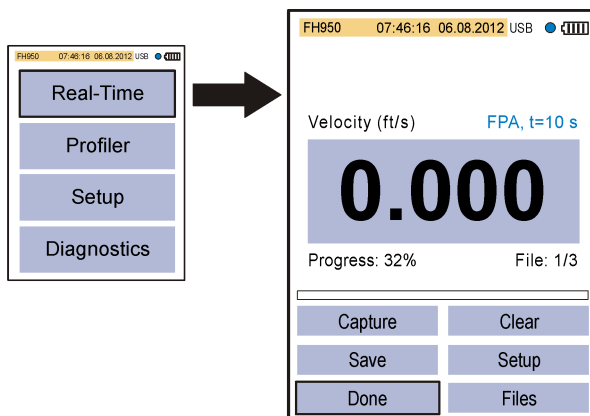 FH950 07:46:16 06.08.2012 USB
Real-Time
Profiler
Setup
Diagnostics
FH950 07:46:16 06.08.2012 USB
Velocity (ft/s) FPA, t=10 s
0.000
Progress: 32% File: 1/3
Capture Clear
Save Setup
Done Files